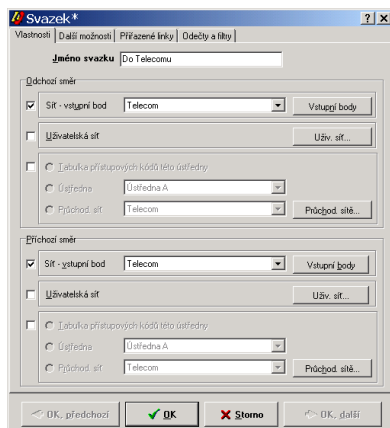 Svazek*
Vlastnosti Další možnosti Přiřazené linky Odečty a filtry
Jméno svazku Do Telecomu
Odchozí směr
Síť - vstupní bod Telecom Vstupní body
Uživatelská síť Uživ. síť...
Tabulka přístupových kódů této ústředny
Ústředna Ústředna A
Průchod. síť Telecom Průchod. sítě...
Příchozí směr
Síť - vstupní bod Telecom Vstupní body
Uživatelská síť Uživ. síť...
Tabulka přístupových kódů této ústředny
Ústředna Ústředna A
Průchod. síť Telecom Průchod. sítě...
OK, předchozí OK Storno OK, další